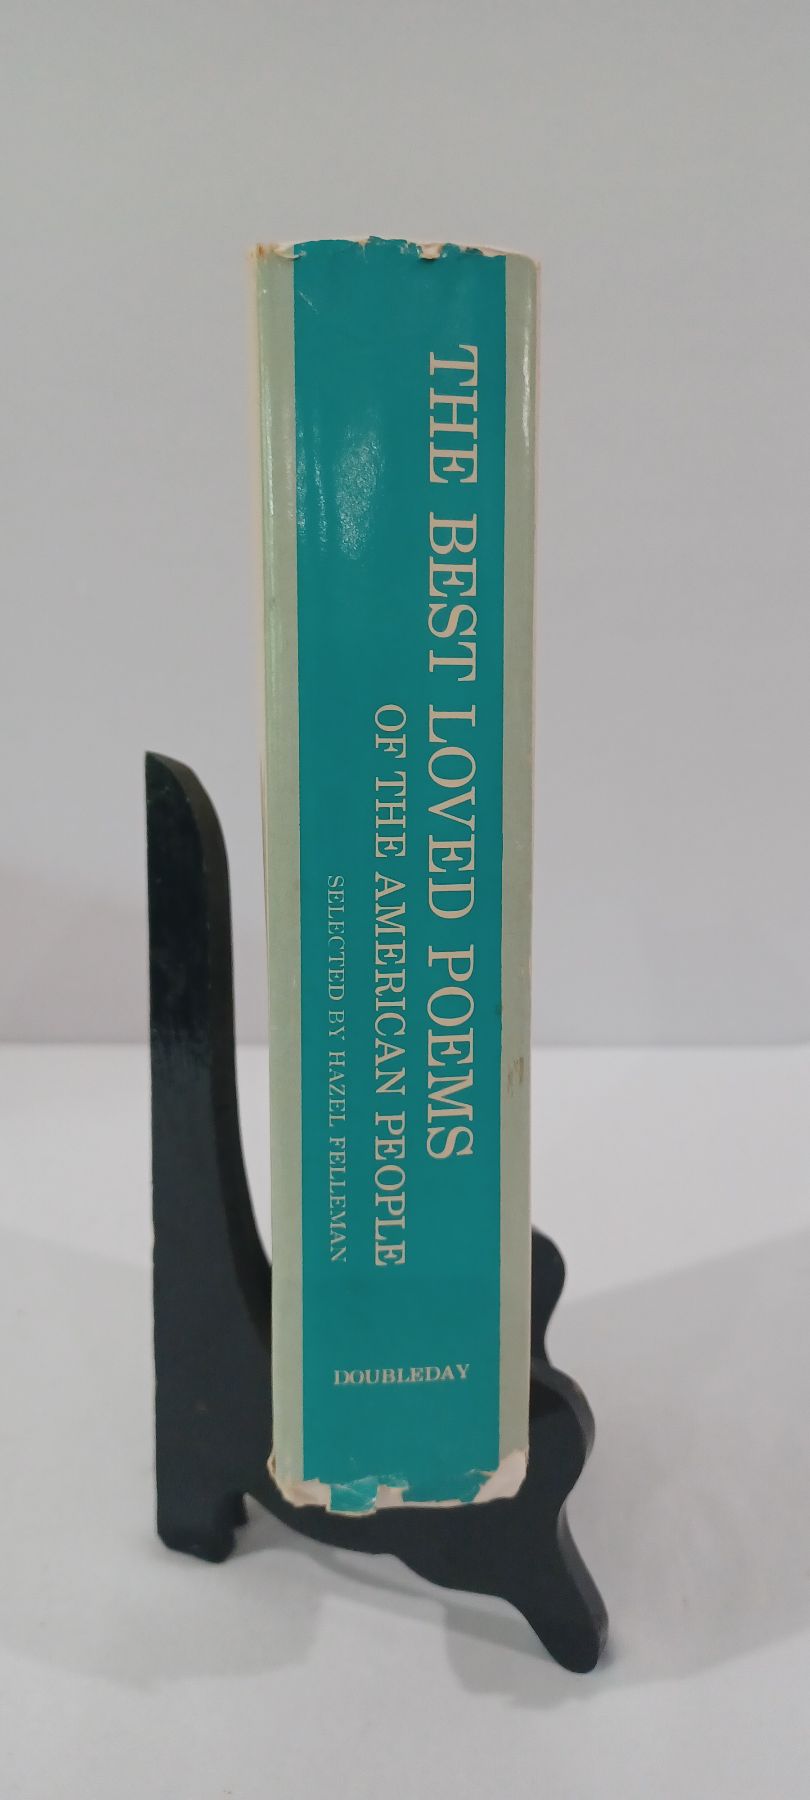 THE BEST LOVED POEMS
OF THE AMERICAN PEOPLE
SELECTED BY HAZEL FELLEMAN
DOUBLEDAY